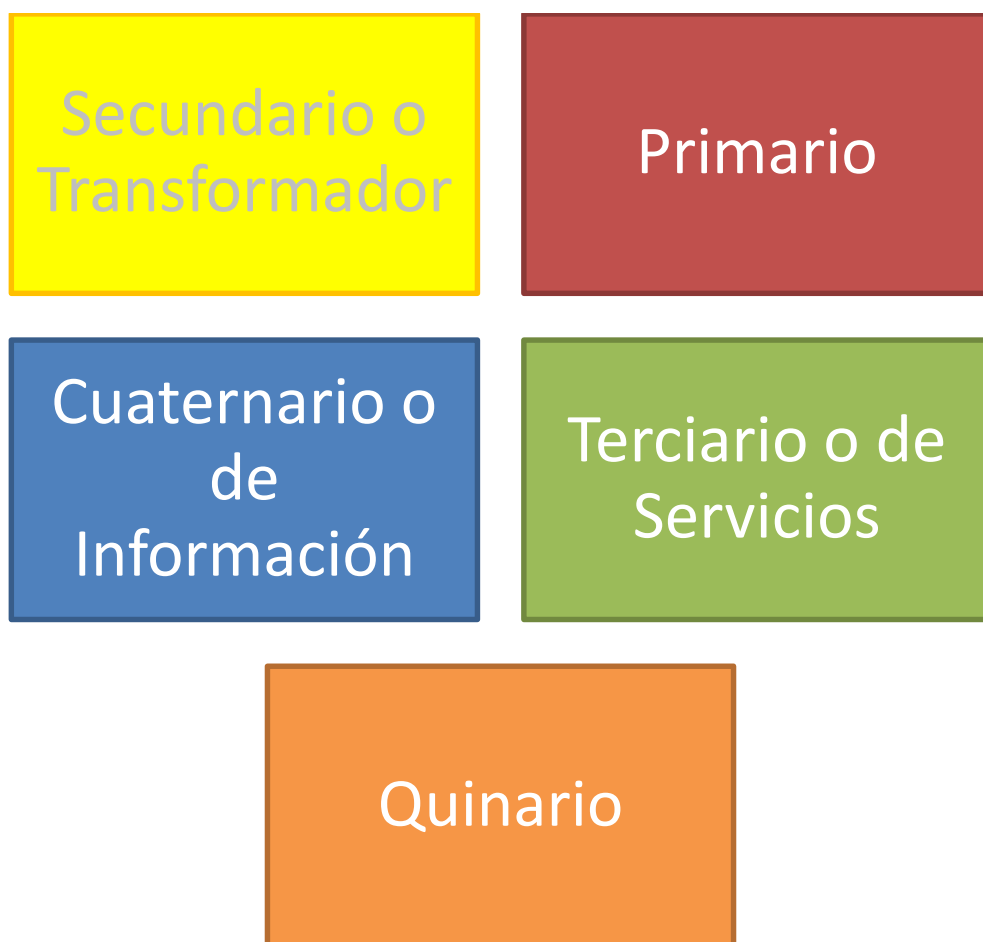 Secundario o
Transformador
Primario
Cuaternario o
de
Información
Terciario o de
Servicios
Quinario